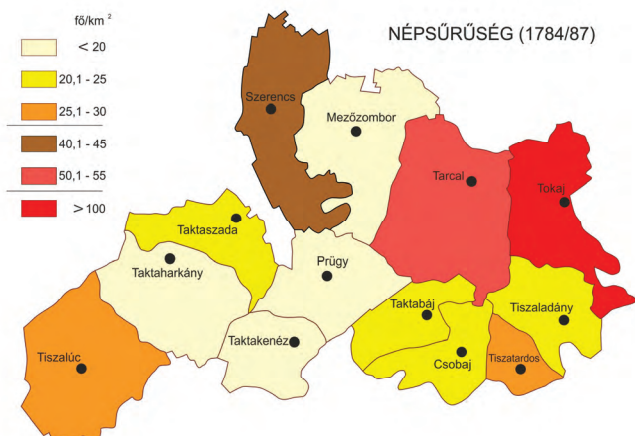 fő/km²
NÉPSŰRŰSÉG (1784/87)
< 20
20,1 - 25
25,1 - 30
40,1 - 45
50,1 - 55
> 100
Szerencs
Mezőzombor
Tarcal
Tokaj
Taktaszada
Taktaharkány
Prügy
Taktabáj
Tiszaladány
Taktakenéz
Csobaj
Tiszatardos
Tiszalúc